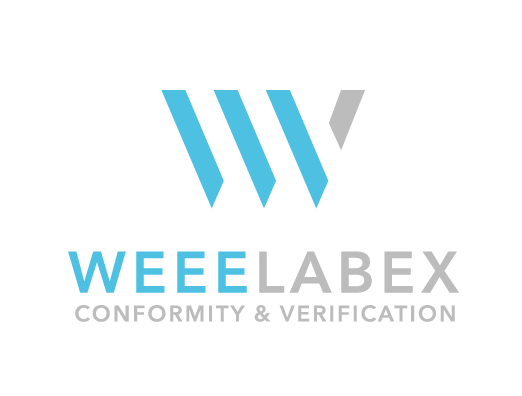 WEEELABEX
CONFORMITY & VERIFICATION